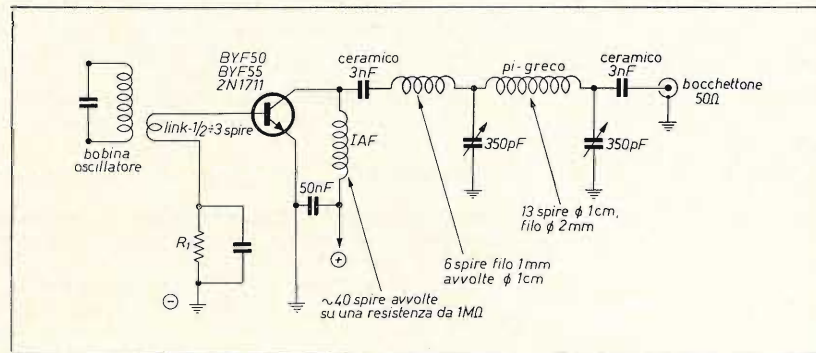 BYF50
BYF55
2N1711
ceramico
3nF
pi-greco
ceramico
3nF
bocchettone
50Ω
link-1/2÷3 spire
IAF
bobina
oscillatore
350pF
350pF
50nF
R1
13 spire ϕ 1cm,
filo ϕ 2mm
+
−
6 spire filo 1mm
avvolte ϕ 1cm
~40 spire avvolte
su una resistenza da 1MΩ